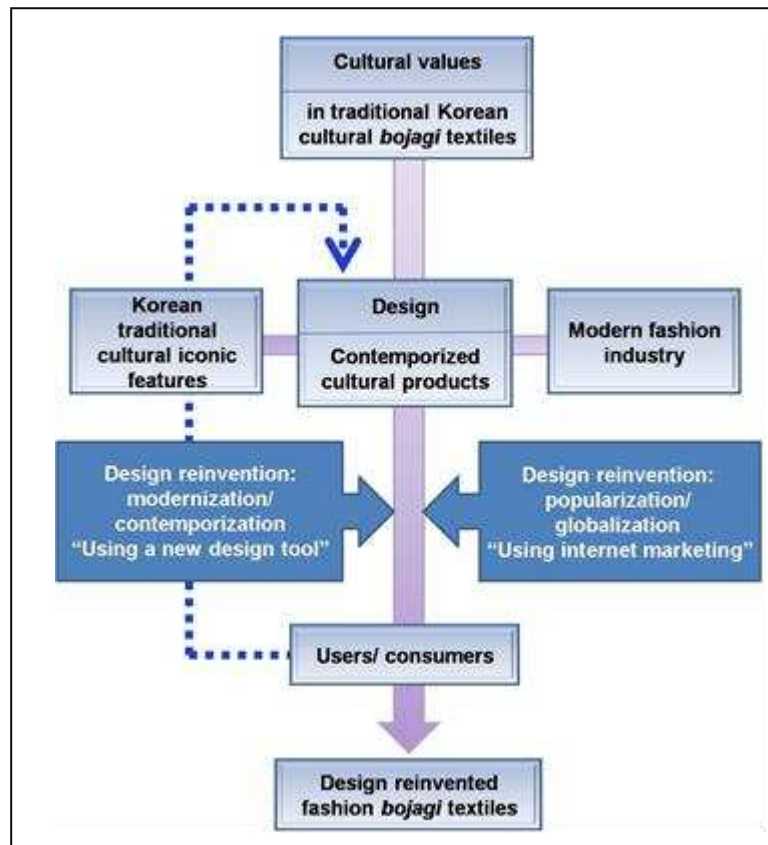 Cultural values
in traditional Korean
cultural bojagi textiles
Korean
traditional
cultural iconic
features
Design
Contemporized
cultural products
Modern fashion
industry
Design reinvention:
modernization/
contemporization
“Using a new design tool”
Design reinvention:
popularization/
globalization
“Using internet marketing”
Users/ consumers
Design reinvented
fashion bojagi textiles